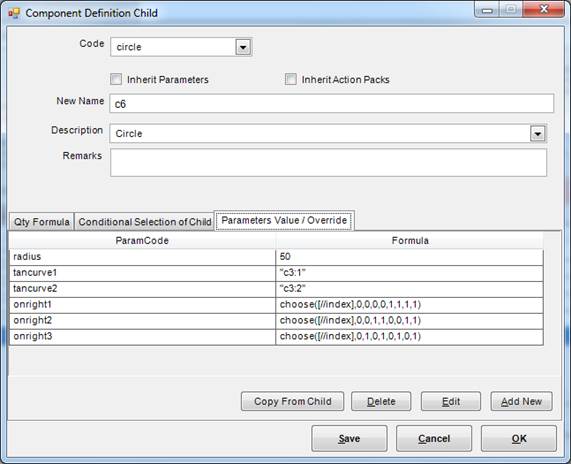 Component Definition Child
Code circle
Inherit Parameters Inherit Action Packs
New Name c6
Description Circle
Remarks
Qty Formula Conditional Selection of Child Parameters Value / Override
ParamCode Formula
radius 50
tancurve1 "c3:1"
tancurve2 "c3:2"
onright1 choose([//index],0,0,0,0,1,1,1,1)
onright2 choose([//index],0,0,1,1,0,0,1,1)
onright3 choose([//index],0,1,0,1,0,1,0,1)
Copy From Child Delete Edit Add New
Save Cancel OK